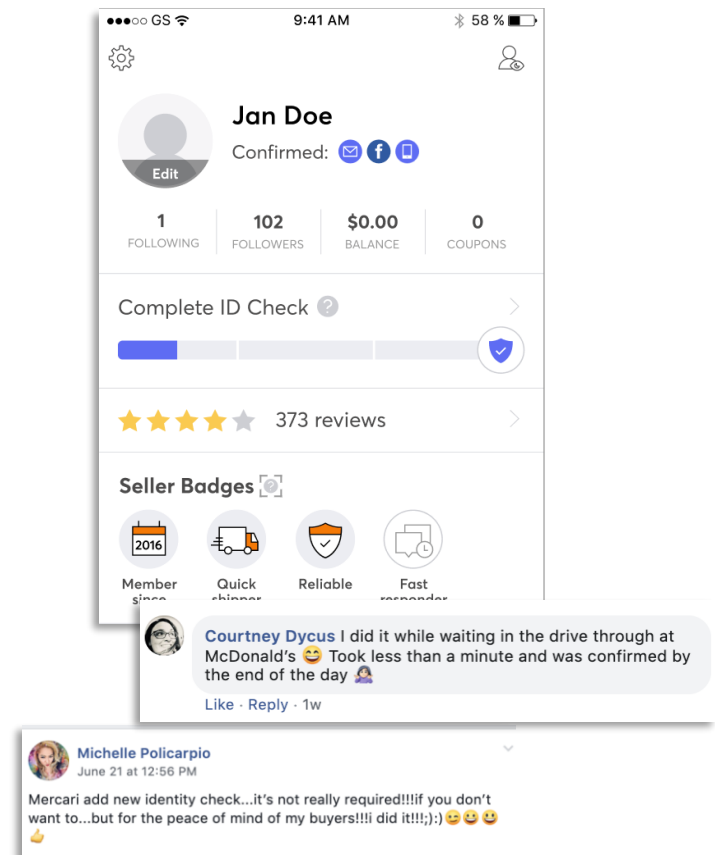 GS 9:41 AM 58 %
Jan Doe
Confirmed:
Edit
1 102 $0.00 0
FOLLOWING FOLLOWERS BALANCE COUPONS
Complete ID Check ?
373 reviews
Seller Badges ?
2016
Member Quick Reliable Fast
since shipper responder
Courtney Dycus I did it while waiting in the drive through at
McDonald's 😄 Took less than a minute and was confirmed by
the end of the day 🤷🏻‍♀️
Like · Reply · 1w
Michelle Policarpio
June 21 at 12:56 PM
Mercari add new identity check...it's not really required!!!if you don't
want to...but for the peace of mind of my buyers!!!i did it!!!;):)😅😀😀
👍